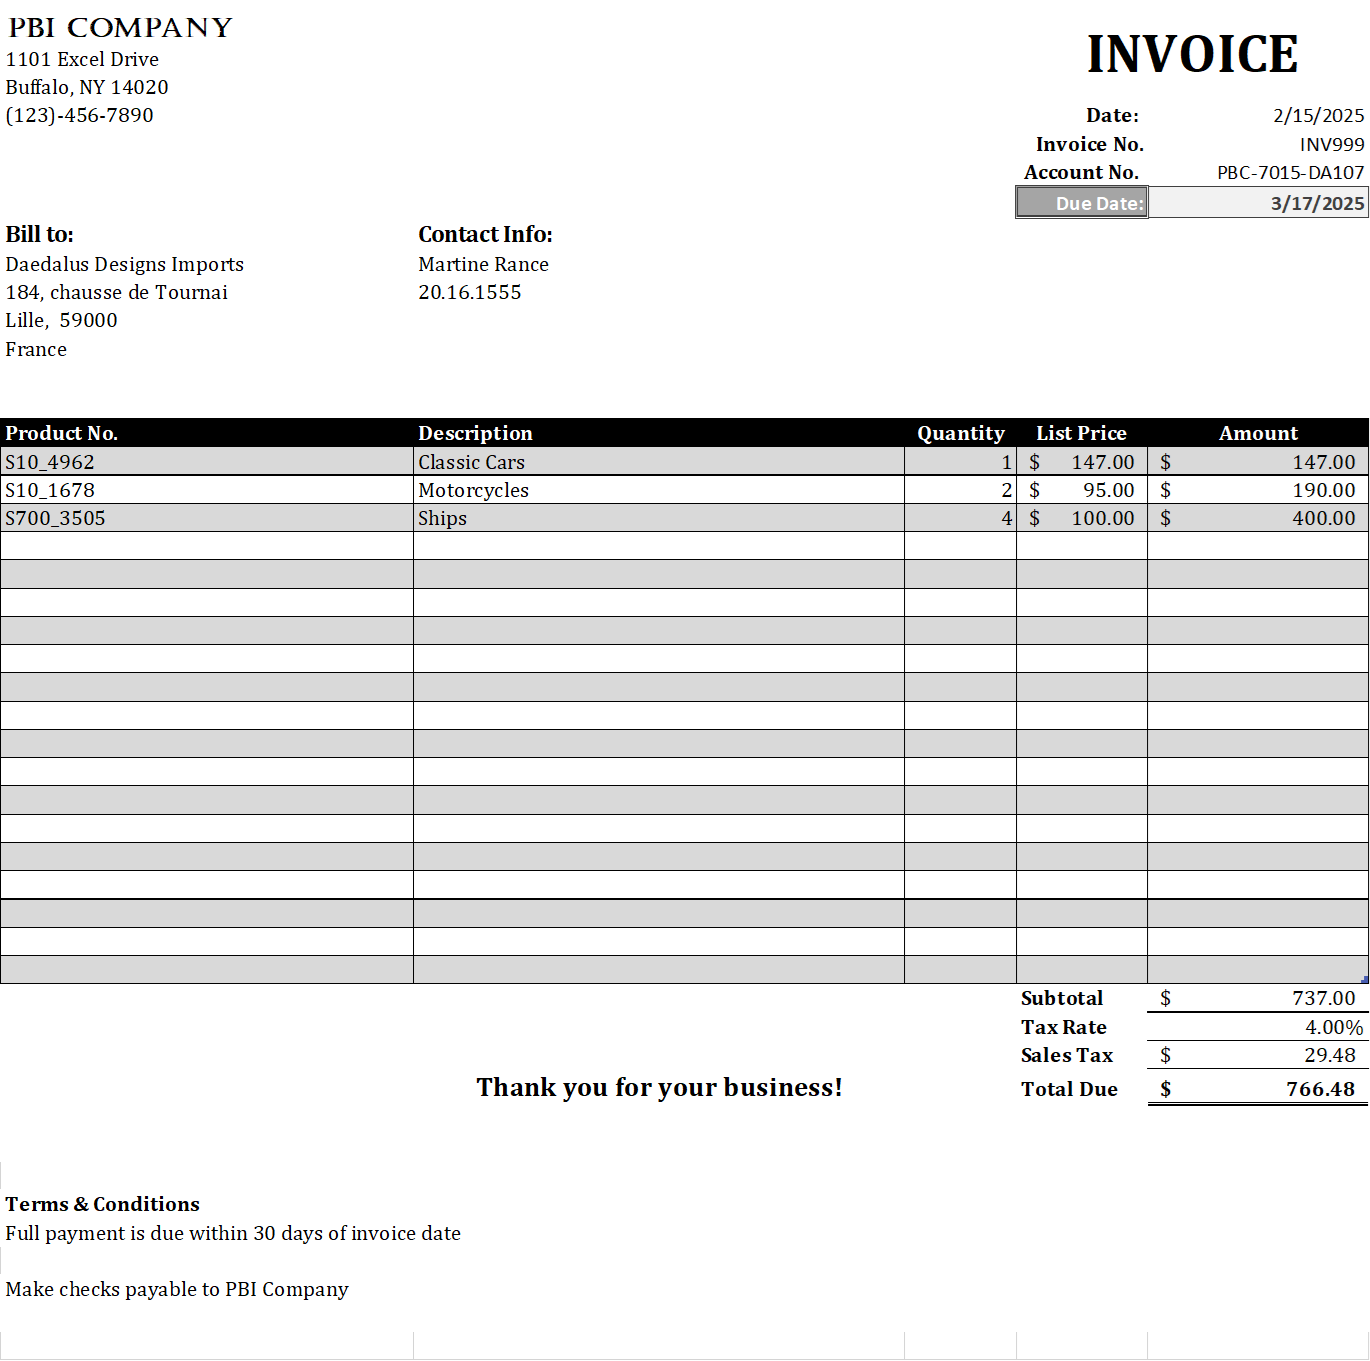 PBI COMPANY
1101 Excel Drive
Buffalo, NY 14020
(123)-456-7890
INVOICE
Date: 2/15/2025
Invoice No. INV999
Account No. PBC-7015-DA107
Due Date: 3/17/2025
Bill to: Contact Info:
Daedalus Designs Imports Martine Rance
184, chausse de Tournai 20.16.1555
Lille,  59000
France
Product No. Description Quantity List Price Amount
S10_4962 Classic Cars 1 $ 147.00 $ 147.00
S10_1678 Motorcycles 2 $ 95.00 $ 190.00
S700_3505 Ships 4 $ 100.00 $ 400.00
Subtotal $ 737.00
Tax Rate 4.00%
Sales Tax $ 29.48
Thank you for your business! Total Due $ 766.48
Terms & Conditions
Full payment is due within 30 days of invoice date
Make checks payable to PBI Company